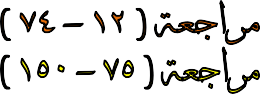 مراجعة ( ١٢ – ٧٤ )
مراجعة ( ٧٥ – ١٥٠ )